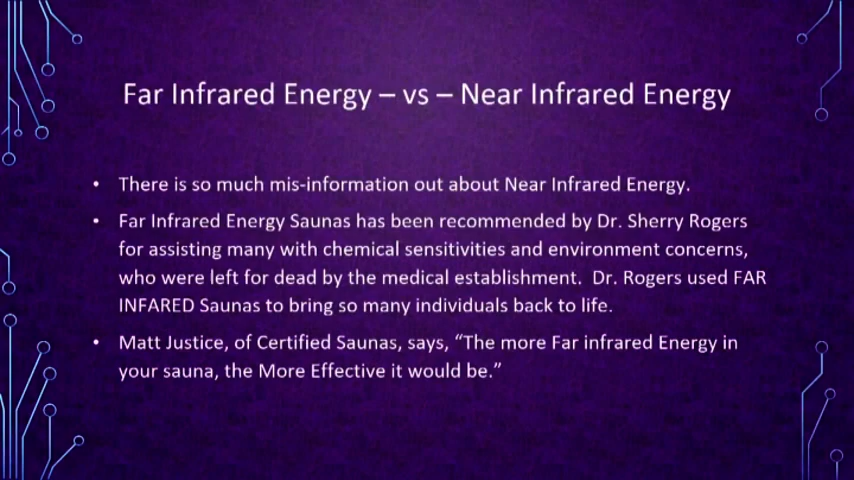 Far Infrared Energy – vs – Near Infrared Energy
• There is so much mis-information out about Near Infrared Energy.
• Far Infrared Energy Saunas has been recommended by Dr. Sherry Rogers
for assisting many with chemical sensitivities and environment concerns,
who were left for dead by the medical establishment.  Dr. Rogers used FAR
INFARED Saunas to bring so many individuals back to life.
• Matt Justice, of Certified Saunas, says, “The more Far infrared Energy in
your sauna, the More Effective it would be.”